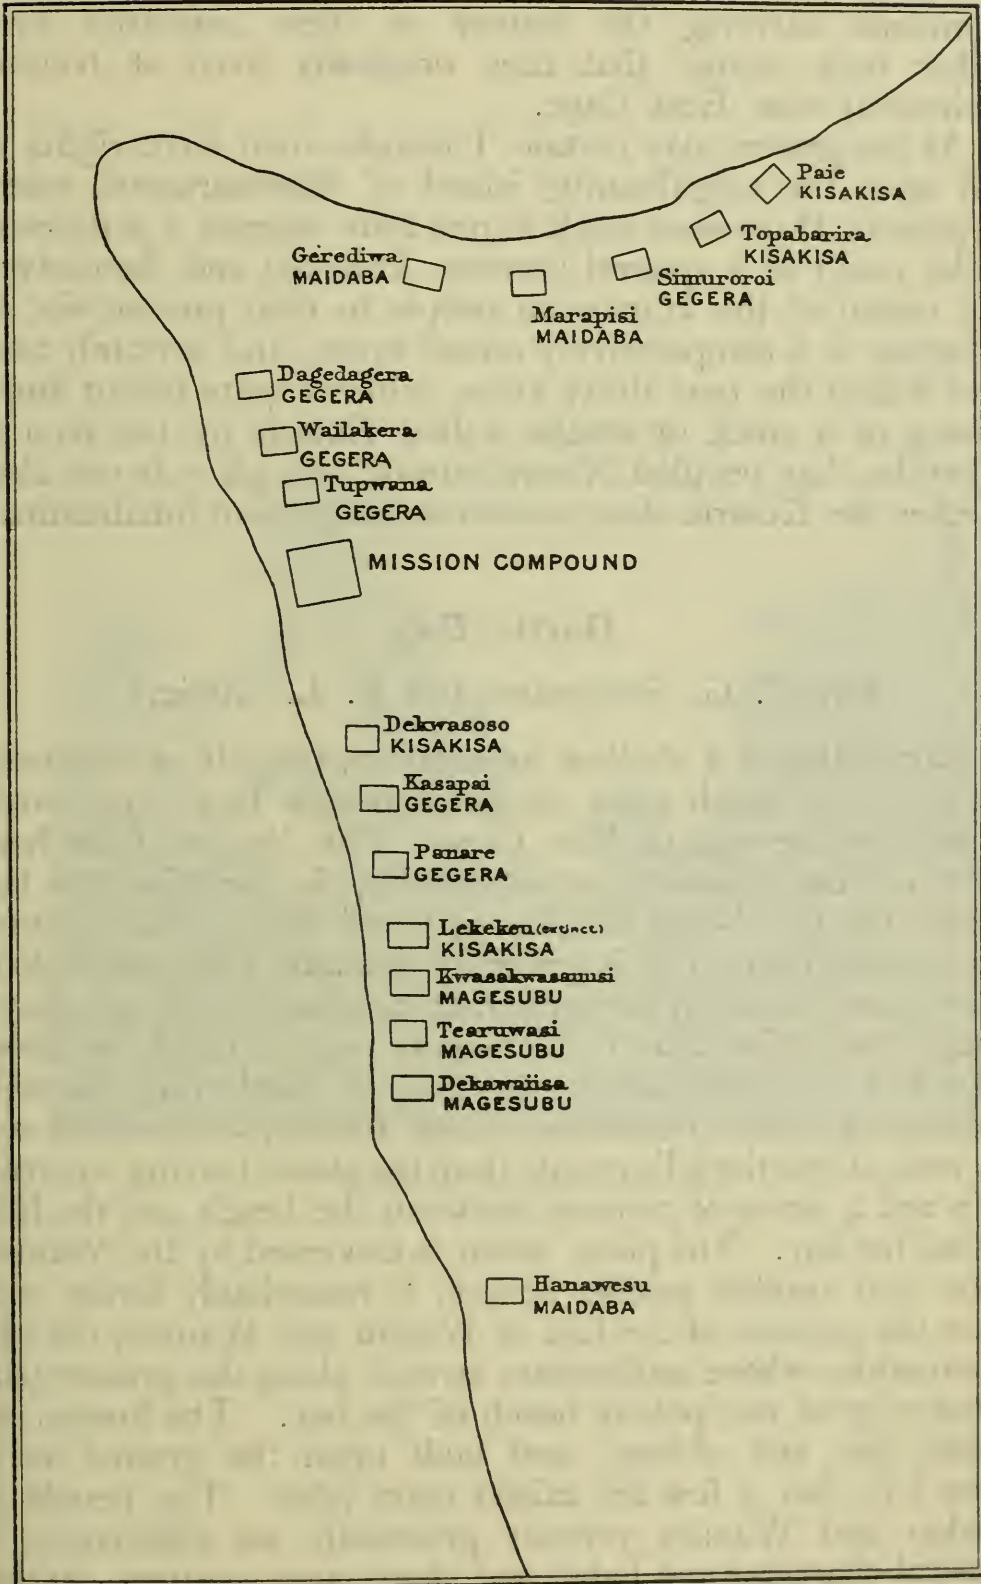 Paie
KISAKISA
Topabarira
KISAKISA
Simuroroi
GEGERA
Gerediwa
MAIDABA
Marapisi
MAIDABA
Dagedagera
GEGERA
Wailakera
GEGERA
Tupwana
GEGERA
MISSION COMPOUND
Dekwasoso
KISAKISA
Kasapai
GEGERA
Panare
GEGERA
Lekekeu (extinct)
KISAKISA
Kwasakwasanusi
MAGESUBU
Tearuwasi
MAGESUBU
Dekawaiisa
MAGESUBU
Hanawesu
MAIDABA